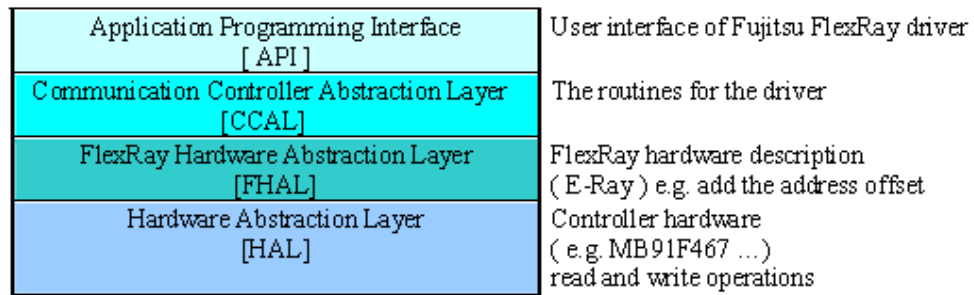 Application Programming Interface
[ API ]
User interface of Fujitsu FlexRay driver
Communication Controller Abstraction Layer
[CCAL]
The routines for the driver
FlexRay Hardware Abstraction Layer
[FHAL]
FlexRay hardware description
( E-Ray ) e.g. add the address offset
Hardware Abstraction Layer
[HAL]
Controller hardware
( e.g. MB91F467 ...)
read and write operations